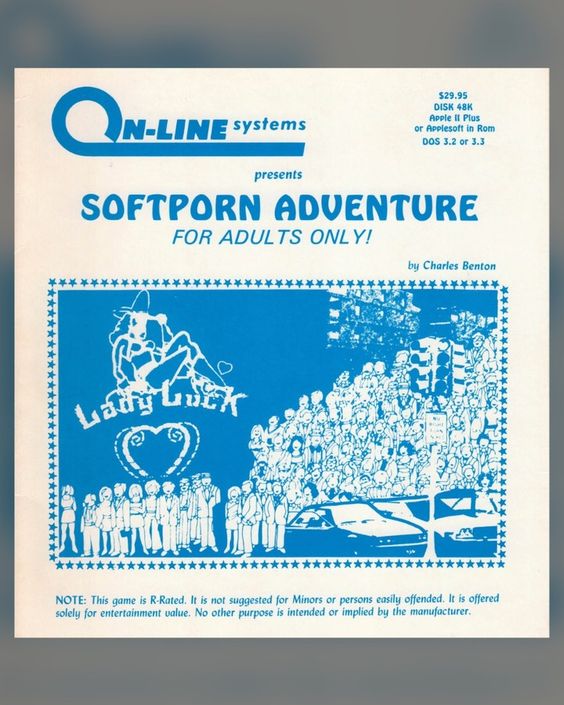 ON-LINE systems
$29.95
DISK 48K
Apple II Plus
or Applesoft in Rom
DOS 3.2 or 3.3
presents
SOFTPORN ADVENTURE
FOR ADULTS ONLY!
by Charles Benton
Lady Luck
NOTE: This game is R-Rated. It is not suggested for Minors or persons easily offended. It is offered
solely for entertainment value. No other purpose is intended or implied by the manufacturer.